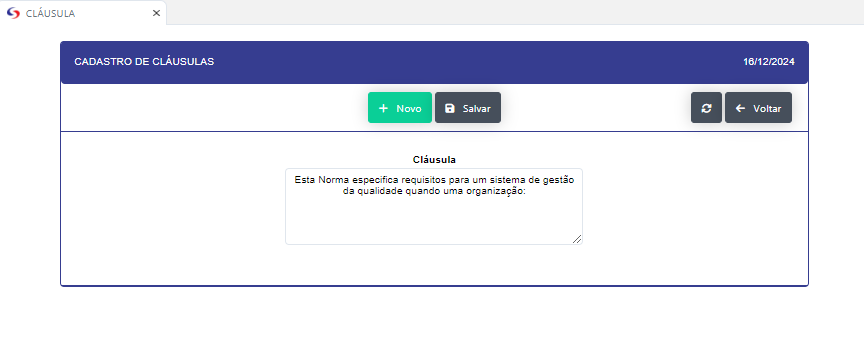 CLÁUSULA
CADASTRO DE CLÁUSULAS
16/12/2024
Novo
Salvar
Voltar
Cláusula
Esta Norma especifica requisitos para um sistema de gestão
da qualidade quando uma organização: